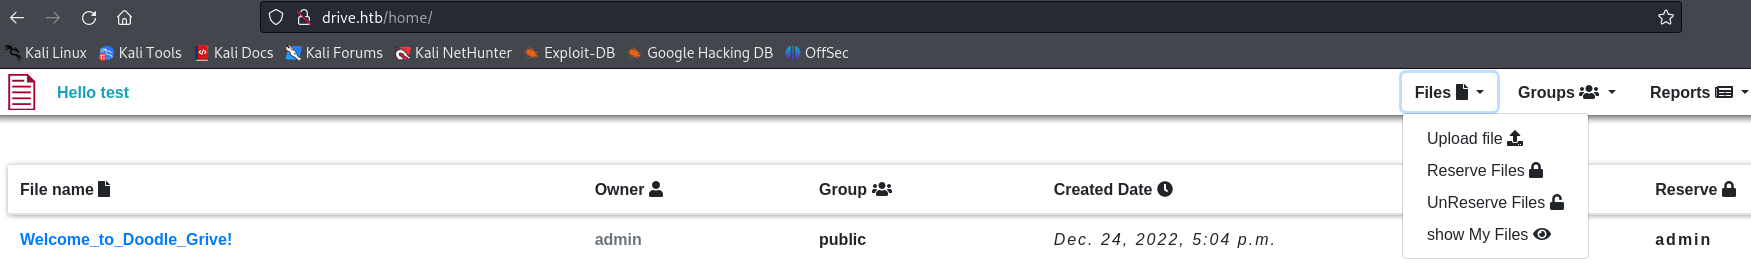 drive.htb/home/
Kali Linux Kali Tools Kali Docs Kali Forums Kali NetHunter Exploit-DB Google Hacking DB OffSec
Hello test Files Groups Reports
Upload file
Reserve Files
UnReserve Files
show My Files
File name Owner Group Created Date Reserve
Welcome_to_Doodle_Grive! admin public Dec. 24, 2022, 5:04 p.m. admin